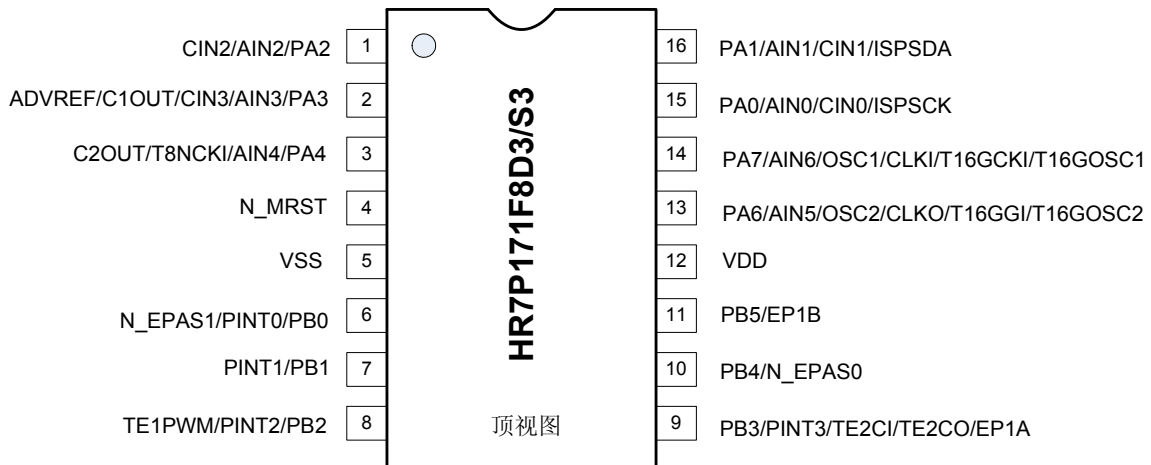 CIN2/AIN2/PA2 1 16 PA1/AIN1/CIN1/ISPSDA
ADVREF/C1OUT/CIN3/AIN3/PA3 2 15 PA0/AIN0/CIN0/ISPSCK
C2OUT/T8NCKI/AIN4/PA4 3 14 PA7/AIN6/OSC1/CLKI/T16GCKI/T16GOSC1
N_MRST 4 13 PA6/AIN5/OSC2/CLKO/T16GGI/T16GOSC2
VSS 5 12 VDD
N_EPAS1/PINT0/PB0 6 11 PB5/EP1B
PINT1/PB1 7 10 PB4/N_EPAS0
TE1PWM/PINT2/PB2 8 9 PB3/PINT3/TE2CI/TE2CO/EP1A
HR7P171F8D3/S3
顶视图